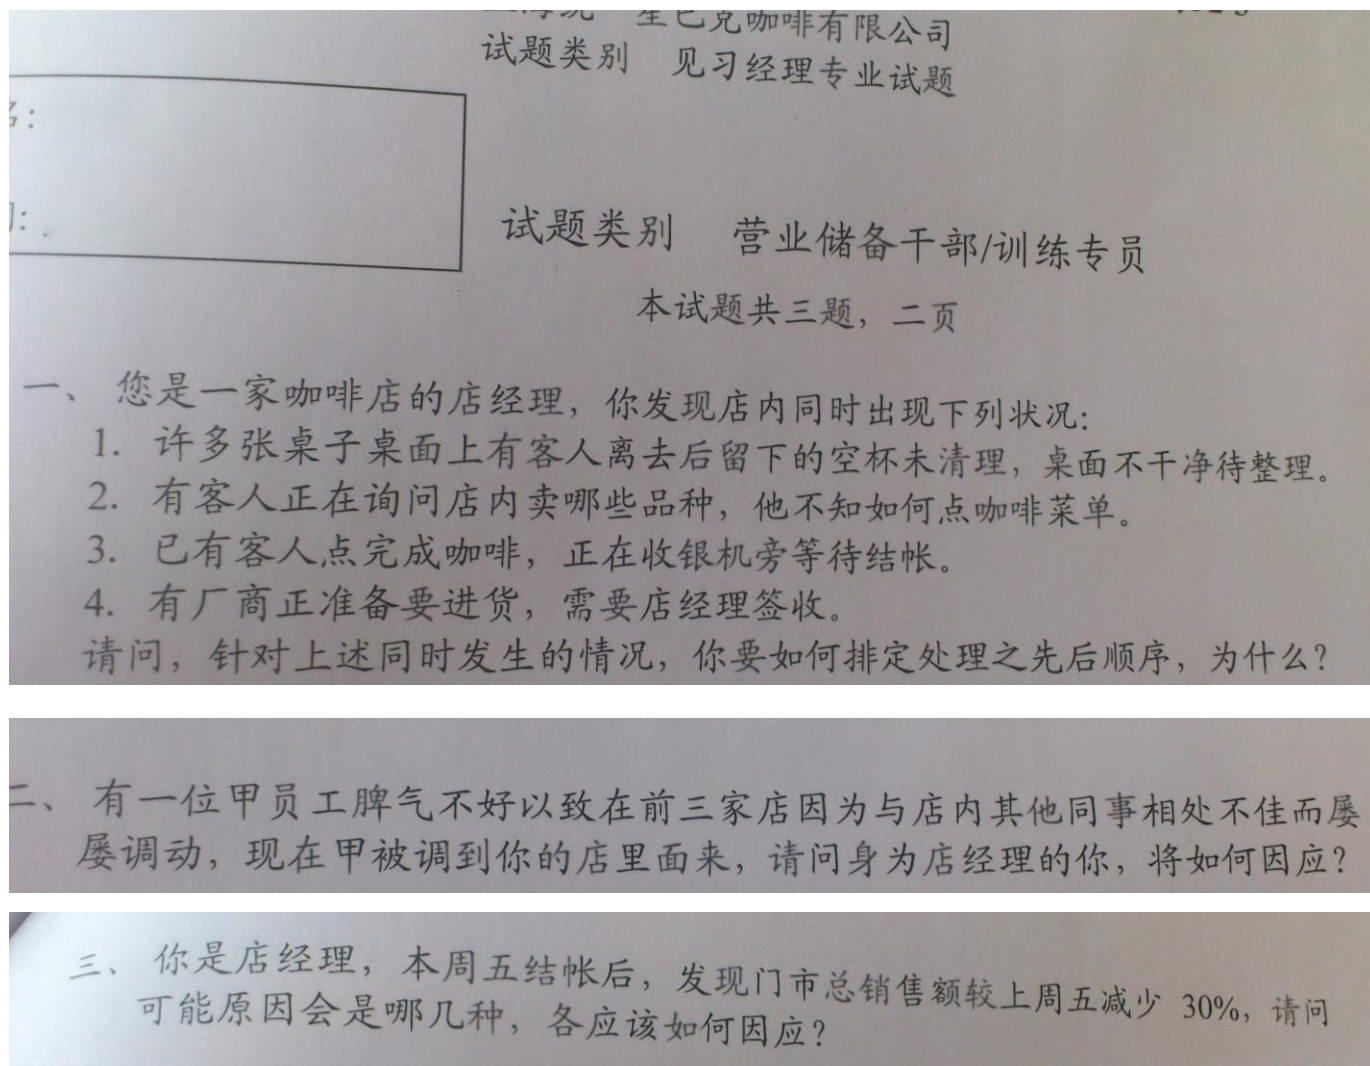 星巴克咖啡有限公司
试题类别 见习经理专业试题
试题类别 营业储备干部/训练专员
本试题共三题，二页
一、 您是一家咖啡店的店经理，你发现店内同时出现下列状况：
1. 许多张桌子桌面上有客人离去后留下的空杯未清理，桌面不干净待整理。
2. 有客人正在询问店内卖哪些品种，他不知如何点咖啡菜单。
3. 已有客人点完成咖啡，正在收银机旁等待结帐。
4. 有厂商正准备要进货，需要店经理签收。
请问，针对上述同时发生的情况，你要如何排定处理之先后顺序，为什么？
二、 有一位甲员工脾气不好以致在前三家店因为与店内其他同事相处不佳而屡
屡调动，现在甲被调到你的店里面来，请问身为店经理的你，将如何因应？
三、 你是店经理，本周五结帐后，发现门市总销售额较上周五减少 30%，请问
可能原因会是哪几种，各应该如何因应？